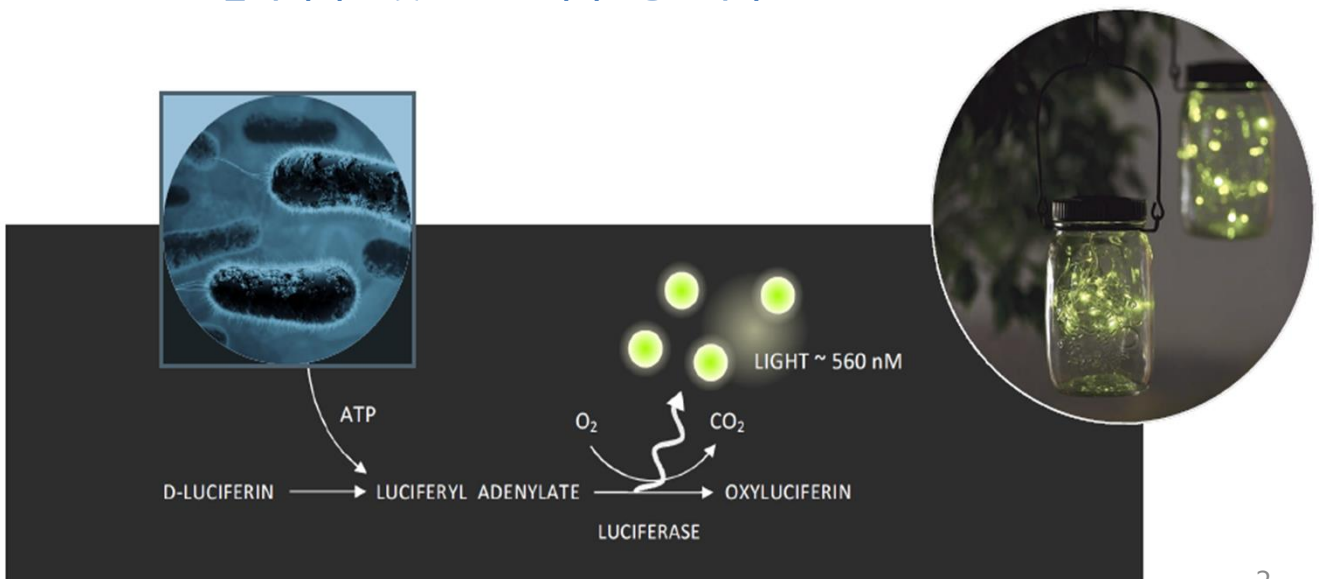 LIGHT ~ 560 nM
ATP
O₂
CO₂
D-LUCIFERIN
LUCIFERYL ADENYLATE
OXYLUCIFERIN
LUCIFERASE